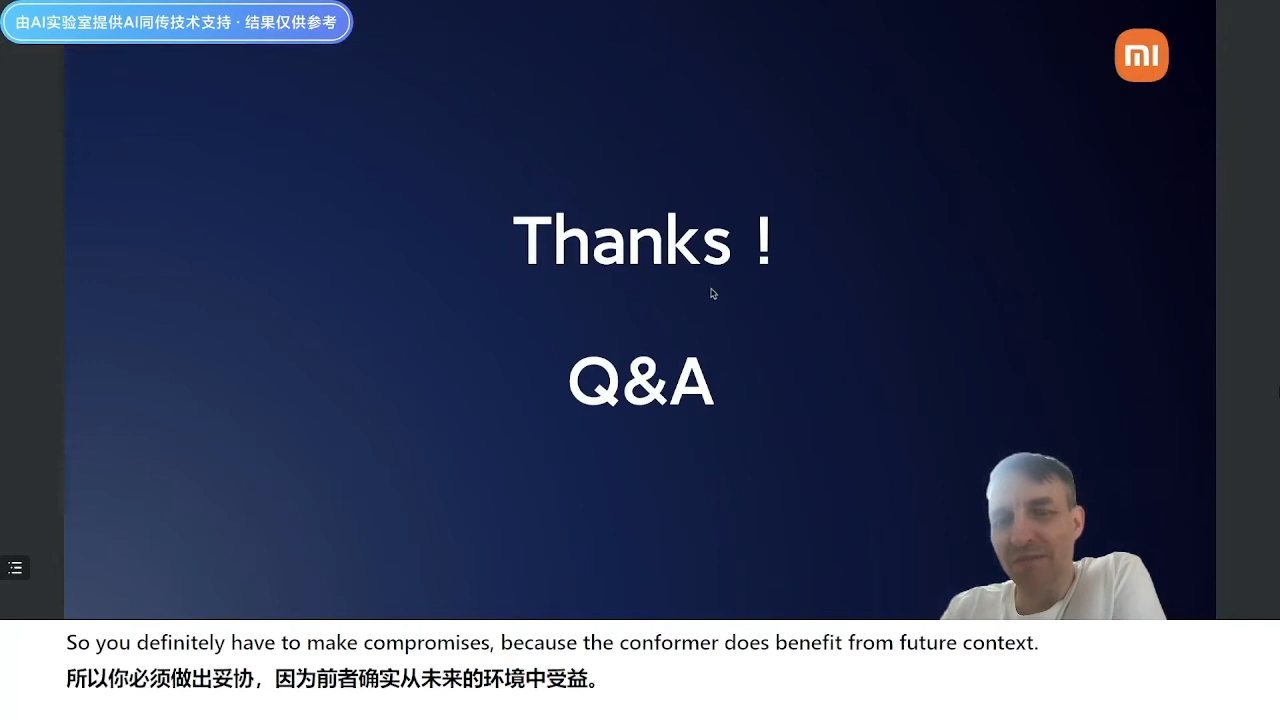 由AI实验室提供AI同传技术支持 · 结果仅供参考
mi
Thanks !
Q&A
So you definitely have to make compromises, because the conformer does benefit from future context.
所以你必须做出妥协，因为前者确实从未来的环境中受益。